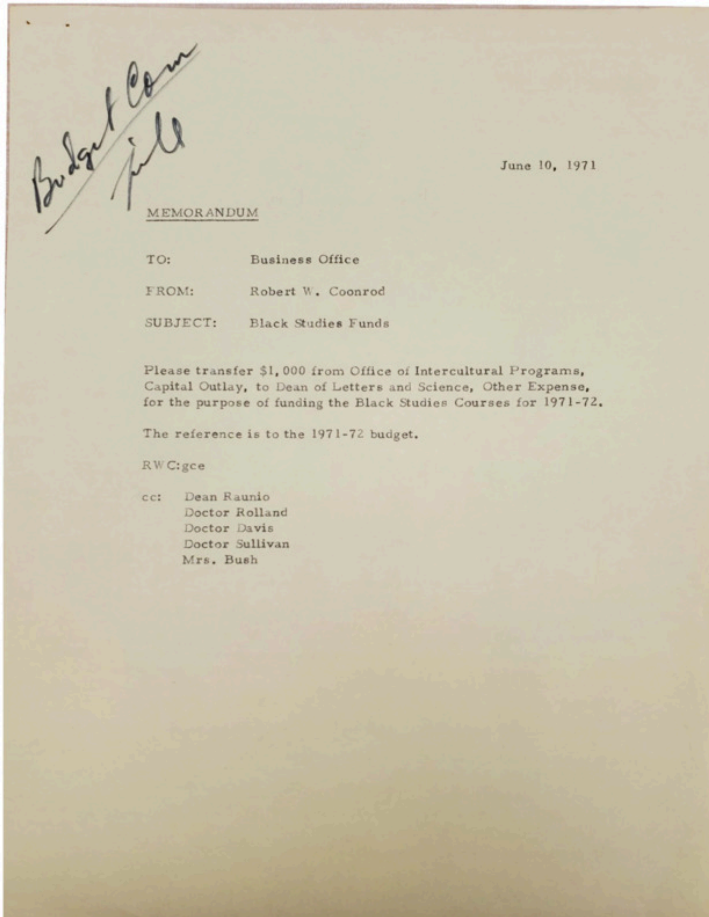 Budget Com
June 10, 1971
MEMORANDUM
TO: Business Office
FROM: Robert W. Coonrod
SUBJECT: Black Studies Funds
Please transfer $1,000 from Office of Intercultural Programs,
Capital Outlay, to Dean of Letters and Science, Other Expense,
for the purpose of funding the Black Studies Courses for 1971-72.
The reference is to the 1971-72 budget.
RWC:gce
cc: Dean Raunio
Doctor Rolland
Doctor Davis
Doctor Sullivan
Mrs. Bush